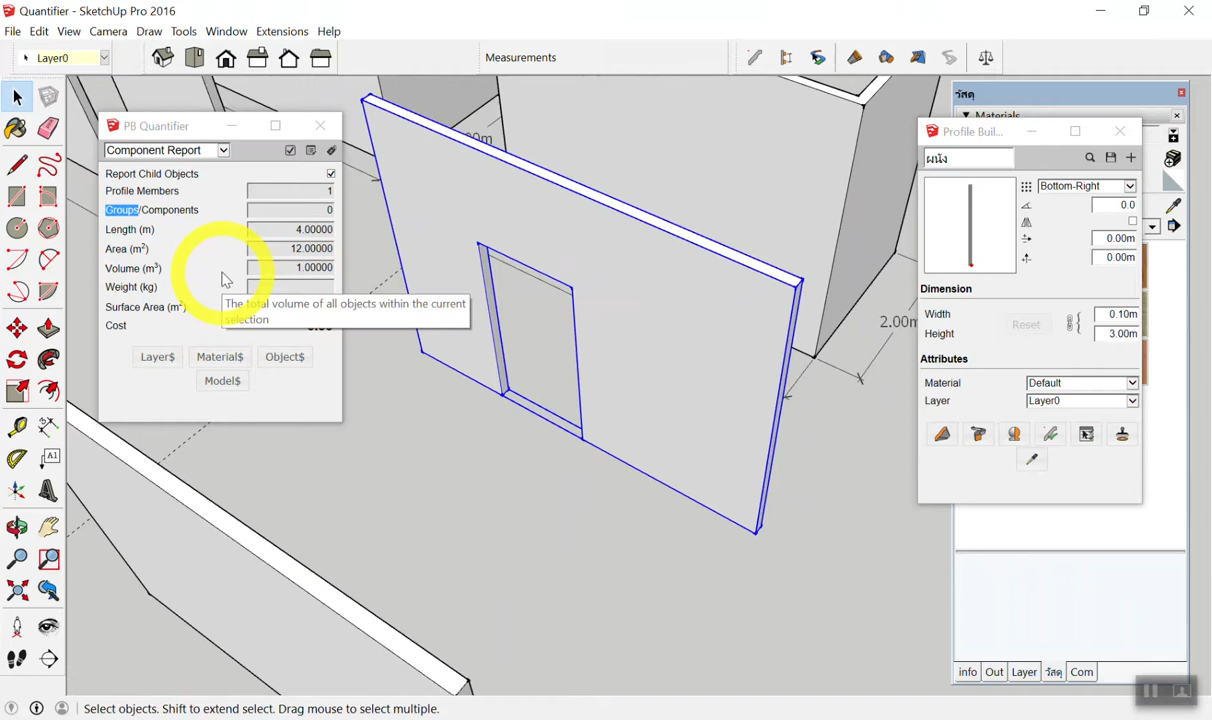 Quantifier - SketchUp Pro 2016
File Edit View Camera Draw Tools Window Extensions Help
Layer0
Measurements
PB Quantifier
Component Report
Report Child Objects
Profile Members 1
Groups/Components 0
Length (m) 4.00000
Area (m²) 12.00000
Volume (m³) 1.00000
Weight (kg)
The total volume of all objects within the current
selection
Surface Area (m²
Cost
Layer$ Material$ Object$
Model$
2.00m
วัสดุ
Materials
Profile Buil...
ผนัง
Bottom-Right
0.0
0.00m
0.00m
Dimension
Width 0.10m
Reset
Height 3.00m
Attributes
Material Default
Layer Layer0
A1
info Out Layer วัสดุ Com
Select objects. Shift to extend select. Drag mouse to select multiple.